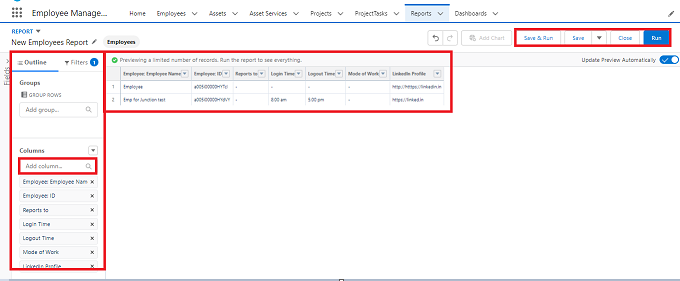 Employee Manage... Home Employees Assets Asset Services Projects ProjectTasks Reports Dashboards
REPORT
New Employees Report Employees Add Chart Save & Run Save Close Run
Fields
Outline Filters 1
Previewing a limited number of records. Run the report to see everything. Update Preview Automatically
Groups
GROUP ROWS
Add group...
Employee: Employee Name Employee: ID Reports to Login Time Logout Time Mode of Work LinkedIn Profile
1 Employee - - - - http://https://linkedin.in
2 Emp for Junction test - 8:00 am 5:00 pm - https://linked.in
Columns
Add column...
Employee: Employee Nam
Employee: ID
Reports to
Login Time
Logout Time
Mode of Work
LinkedIn Profile